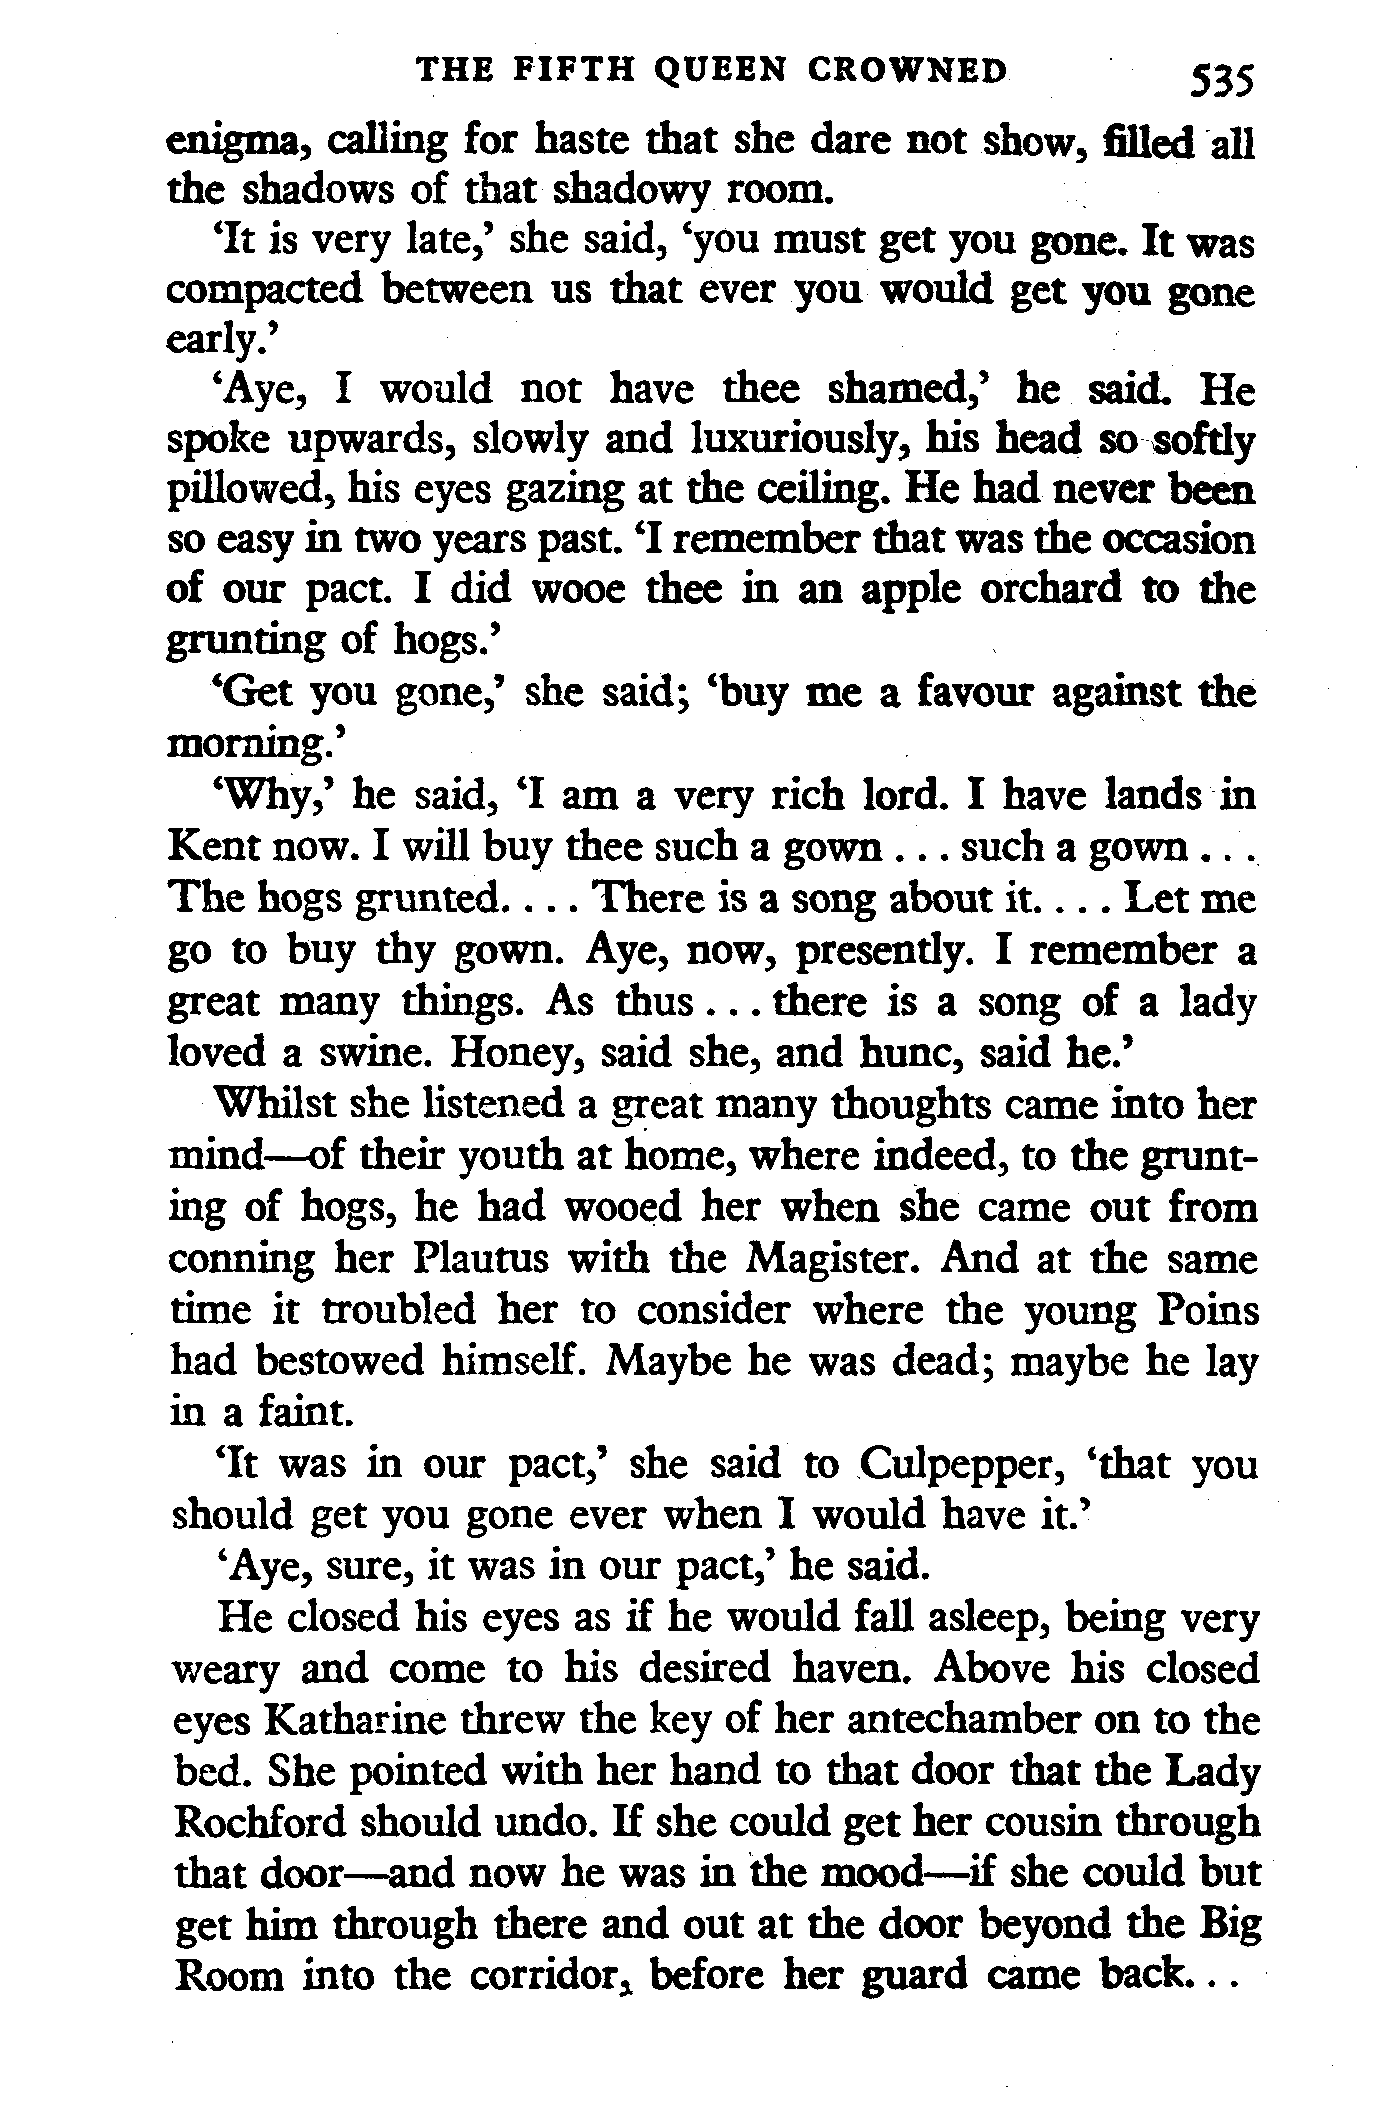 THE FIFTH QUEEN CROWNED 535
enigma, calling for haste that she dare not show, filled all
the shadows of that shadowy room.
‘It is very late,’ she said, ‘you must get you gone. It was
compacted between us that ever you would get you gone
early.’
‘Aye, I would not have thee shamed,’ he said. He
spoke upwards, slowly and luxuriously, his head so softly
pillowed, his eyes gazing at the ceiling. He had never been
so easy in two years past. ‘I remember that was the occasion
of our pact. I did wooe thee in an apple orchard to the
grunting of hogs.’
‘Get you gone,’ she said; ‘buy me a favour against the
morning.’
‘Why,’ he said, ‘I am a very rich lord. I have lands in
Kent now. I will buy thee such a gown . . . such a gown . . .
The hogs grunted. . . . There is a song about it. . . . Let me
go to buy thy gown. Aye, now, presently. I remember a
great many things. As thus . . . there is a song of a lady
loved a swine. Honey, said she, and hunc, said he.’
Whilst she listened a great many thoughts came into her
mind—of their youth at home, where indeed, to the grunt-
ing of hogs, he had wooed her when she came out from
conning her Plautus with the Magister. And at the same
time it troubled her to consider where the young Poins
had bestowed himself. Maybe he was dead; maybe he lay
in a faint.
‘It was in our pact,’ she said to Culpepper, ‘that you
should get you gone ever when I would have it.’
‘Aye, sure, it was in our pact,’ he said.
He closed his eyes as if he would fall asleep, being very
weary and come to his desired haven. Above his closed
eyes Katharine threw the key of her antechamber on to the
bed. She pointed with her hand to that door that the Lady
Rochford should undo. If she could get her cousin through
that door—and now he was in the mood—if she could but
get him through there and out at the door beyond the Big
Room into the corridor, before her guard came back. . .